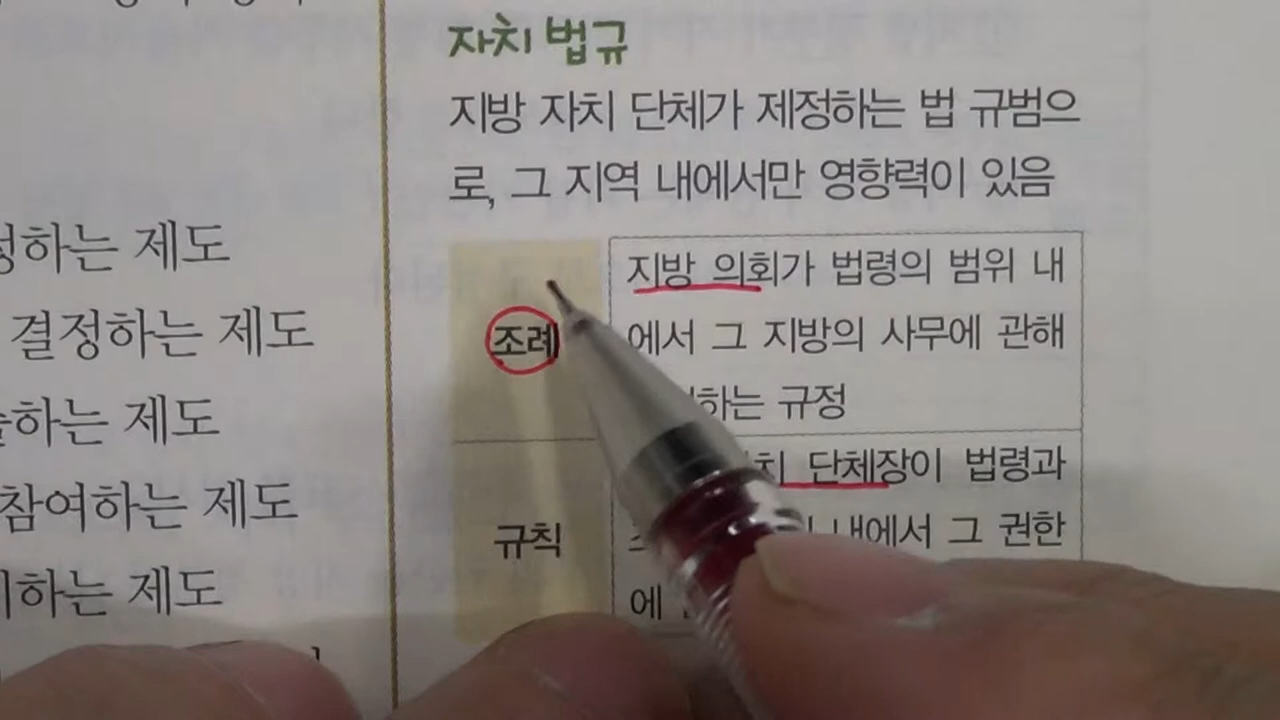 하는 제도
결정하는 제도
하는 제도
참여하는 제도
하는 제도
자치 법규
지방 자치 단체가 제정하는 법 규범으
로, 그 지역 내에서만 영향력이 있음
조례
지방 의회가 법령의 범위 내
에서 그 지방의 사무에 관해
하는 규정
규칙
치 단체장이 법령과
내에서 그 권한
에